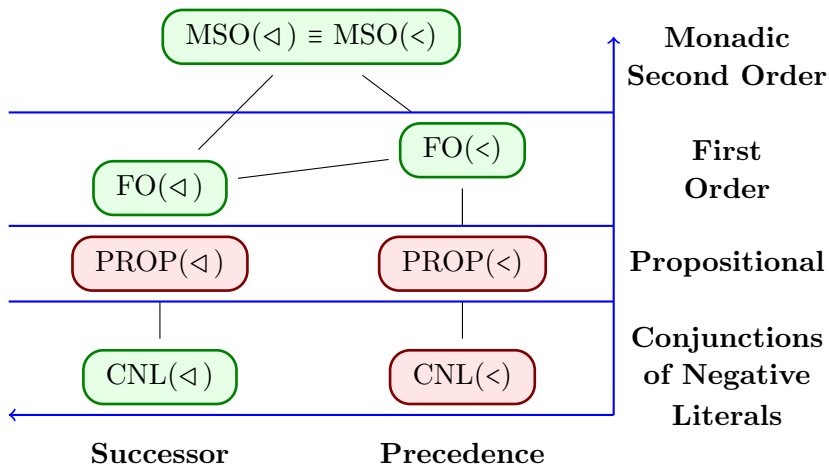 MSO(⊲) ≡ MSO(<)
Monadic
Second Order
FO(⊲)
FO(<)
First
Order
PROP(⊲)
PROP(<)
Propositional
CNL(⊲)
CNL(<)
Conjunctions
of Negative
Literals
Successor
Precedence